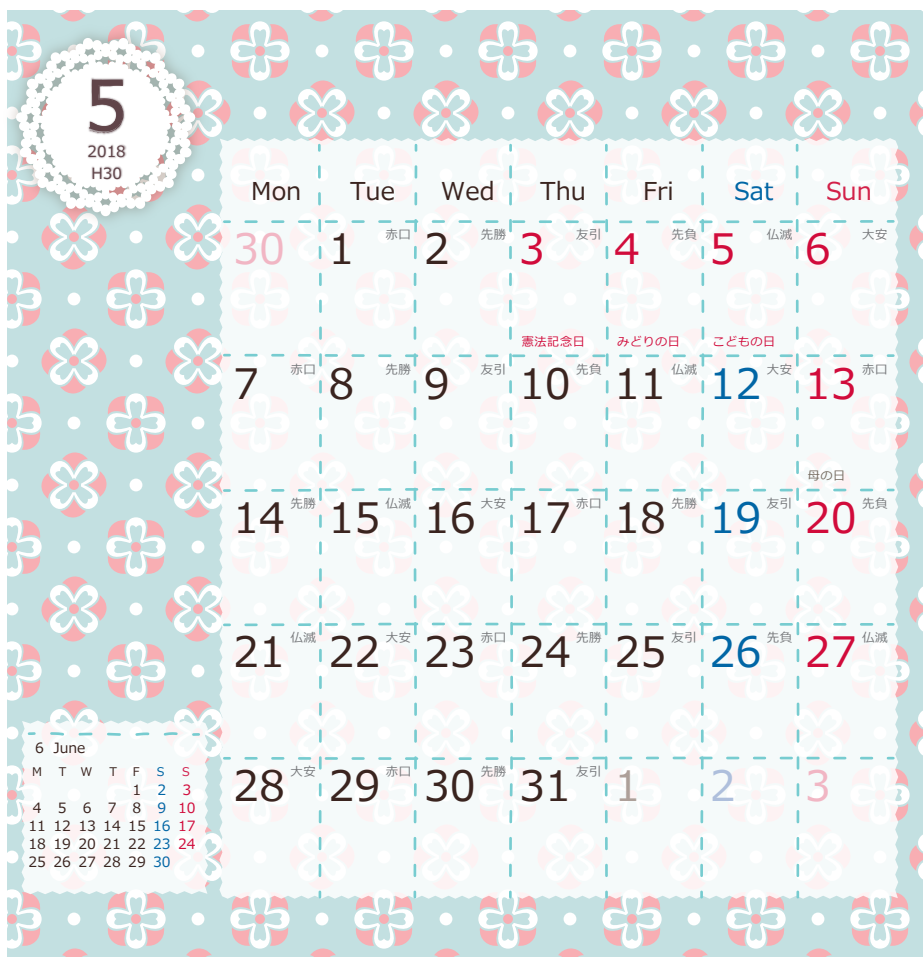 5
2018
H30
Mon Tue Wed Thu Fri Sat Sun
30 1 赤口 2 先勝 3 友引 4 先負 5 仏滅 6 大安
憲法記念日 みどりの日 こどもの日
7 赤口 8 先勝 9 友引 10 先負 11 仏滅 12 大安 13 赤口
母の日
14 先勝 15 仏滅 16 大安 17 赤口 18 先勝 19 友引 20 先負
21 仏滅 22 大安 23 赤口 24 先勝 25 友引 26 先負 27 仏滅
28 大安 29 赤口 30 先勝 31 友引 1 2 3
6 June
M T W T F S S
1 2 3
4 5 6 7 8 9 10
11 12 13 14 15 16 17
18 19 20 21 22 23 24
25 26 27 28 29 30